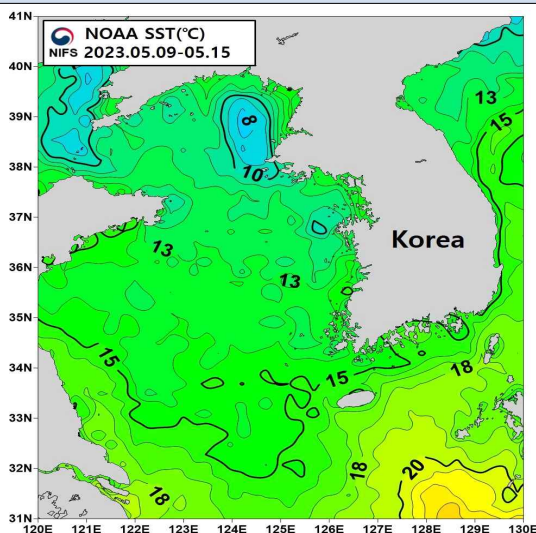 NOAA SST(℃)
NIFS 2023.05.09-05.15
41N
40N
39N
38N
37N
36N
35N
34N
33N
32N
31N
8
10
13
15
13
Korea
13
15
15
18
18
20
18
120E 121E 122E 123E 124E 125E 126E 127E 128E 129E 130E